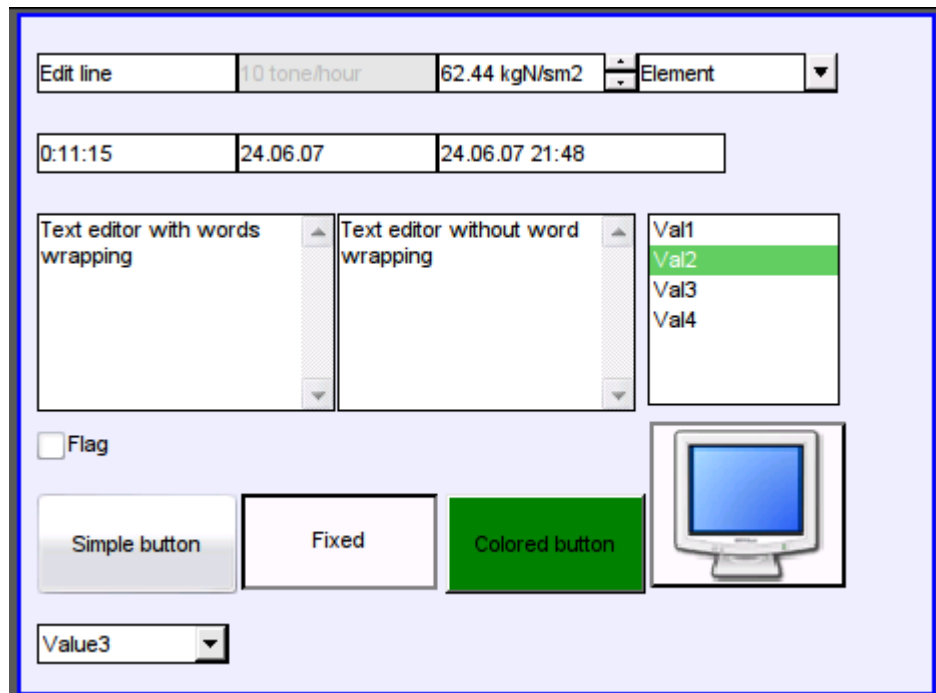 Edit line 10 tone/hour 62.44 kgN/sm2 Element
0:11:15 24.06.07 24.06.07 21:48
Text editor with words
wrapping
Text editor without word
wrapping
Val1
Val2
Val3
Val4
Flag
Simple button Fixed Colored button
Value3